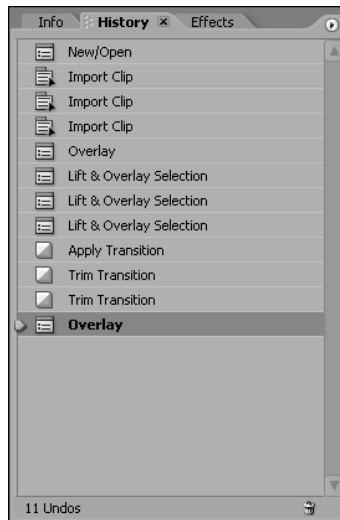 Info History Effects
New/Open
Import Clip
Import Clip
Import Clip
Overlay
Lift & Overlay Selection
Lift & Overlay Selection
Lift & Overlay Selection
Apply Transition
Trim Transition
Trim Transition
Overlay
11 Undos